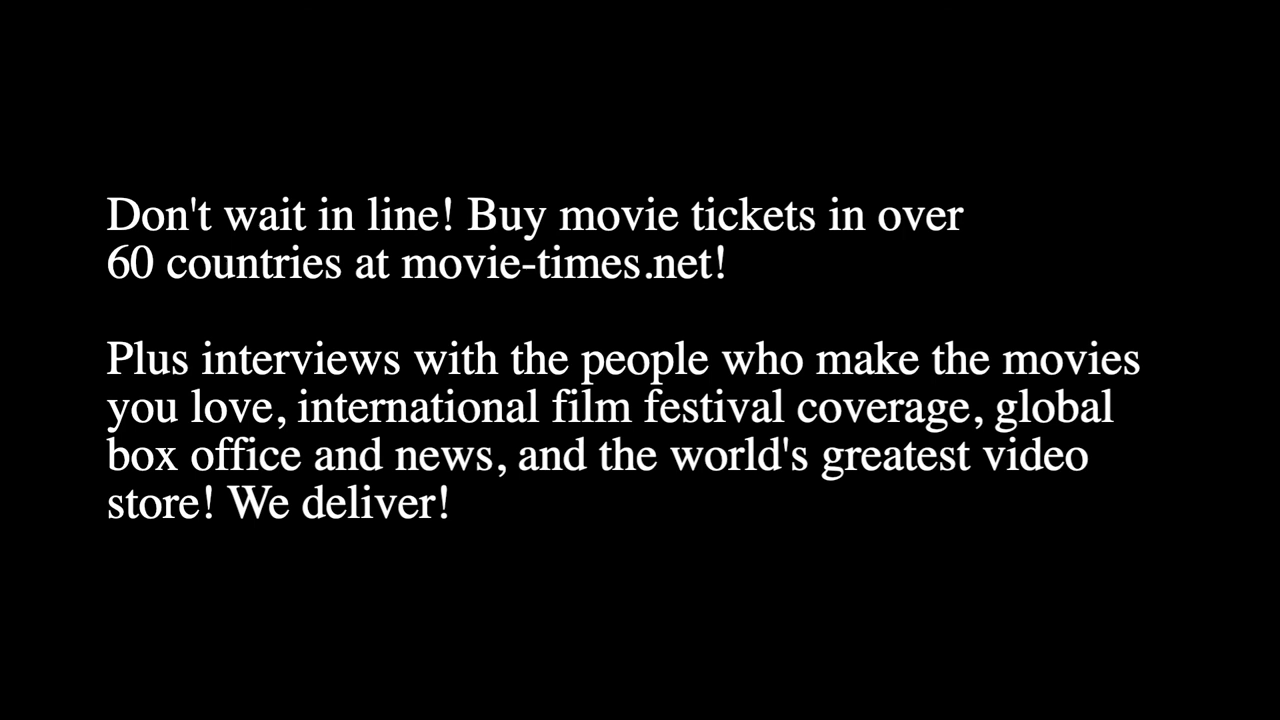 Don't wait in line! Buy movie tickets in over
60 countries at movie-times.net!
Plus interviews with the people who make the movies
you love, international film festival coverage, global
box office and news, and the world's greatest video
store! We deliver!